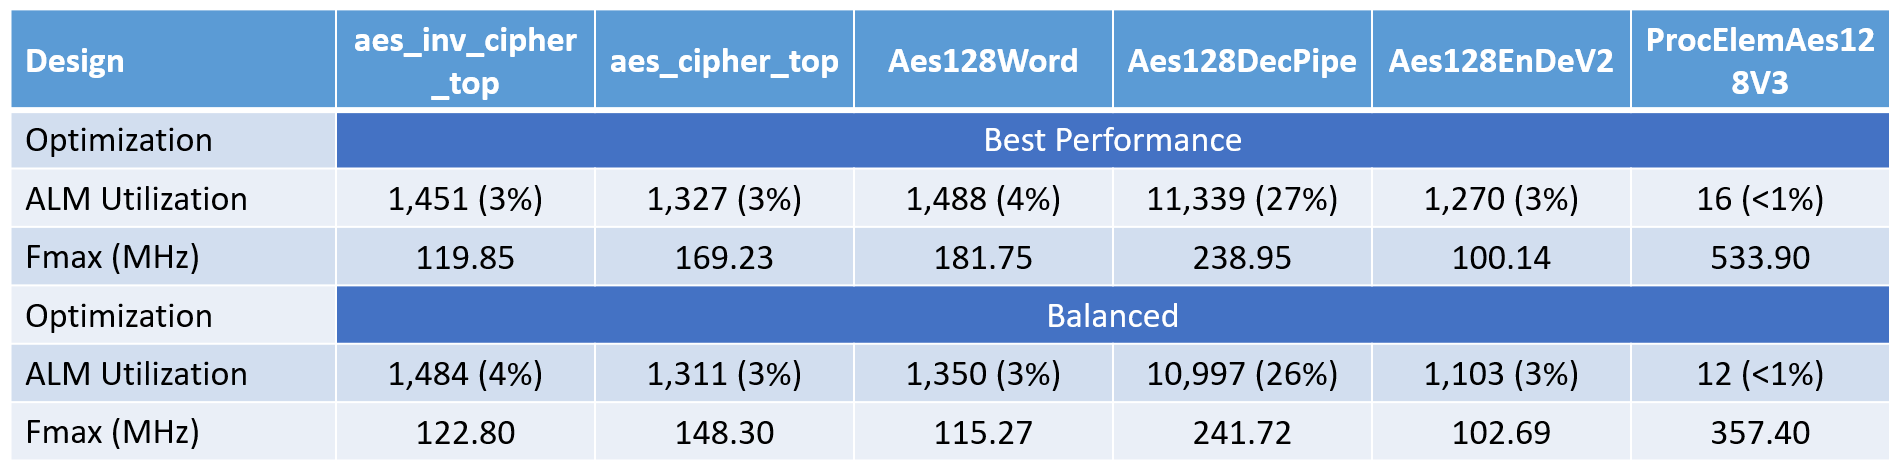 Design aes_inv_cipher_top aes_cipher_top Aes128Word Aes128DecPipe Aes128EnDeV2 ProcElemAes128V3
Optimization Best Performance
ALM Utilization 1,451 (3%) 1,327 (3%) 1,488 (4%) 11,339 (27%) 1,270 (3%) 16 (<1%)
Fmax (MHz) 119.85 169.23 181.75 238.95 100.14 533.90
Optimization Balanced
ALM Utilization 1,484 (4%) 1,311 (3%) 1,350 (3%) 10,997 (26%) 1,103 (3%) 12 (<1%)
Fmax (MHz) 122.80 148.30 115.27 241.72 102.69 357.40